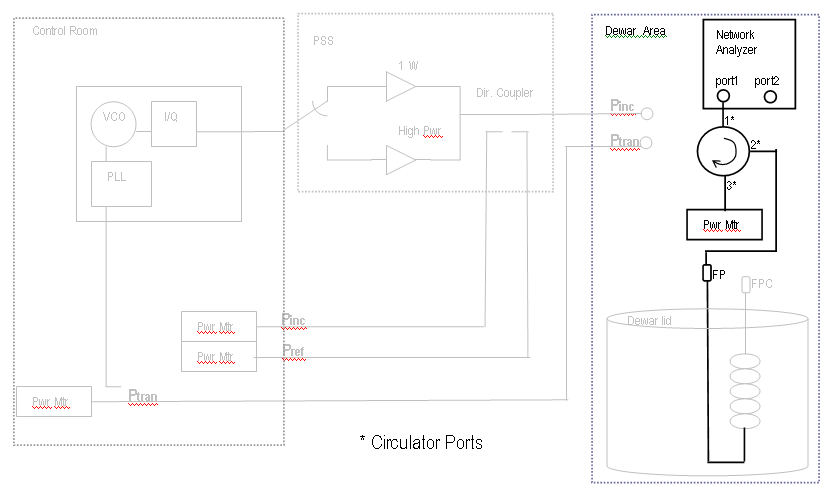 Control Room
VCO
I/Q
PLL
PSS
1 W
High Pwr
Dir. Coupler
Pwr Mtr
Pinc
Pwr Mtr
Pref
Pwr Mtr
Ptran
* Circulator Ports
Dewar Area
Network
Analyzer
port1
port2
Pinc
Ptran
1*
2*
3*
Pwr Mtr
FP
FPC
Dewar lid